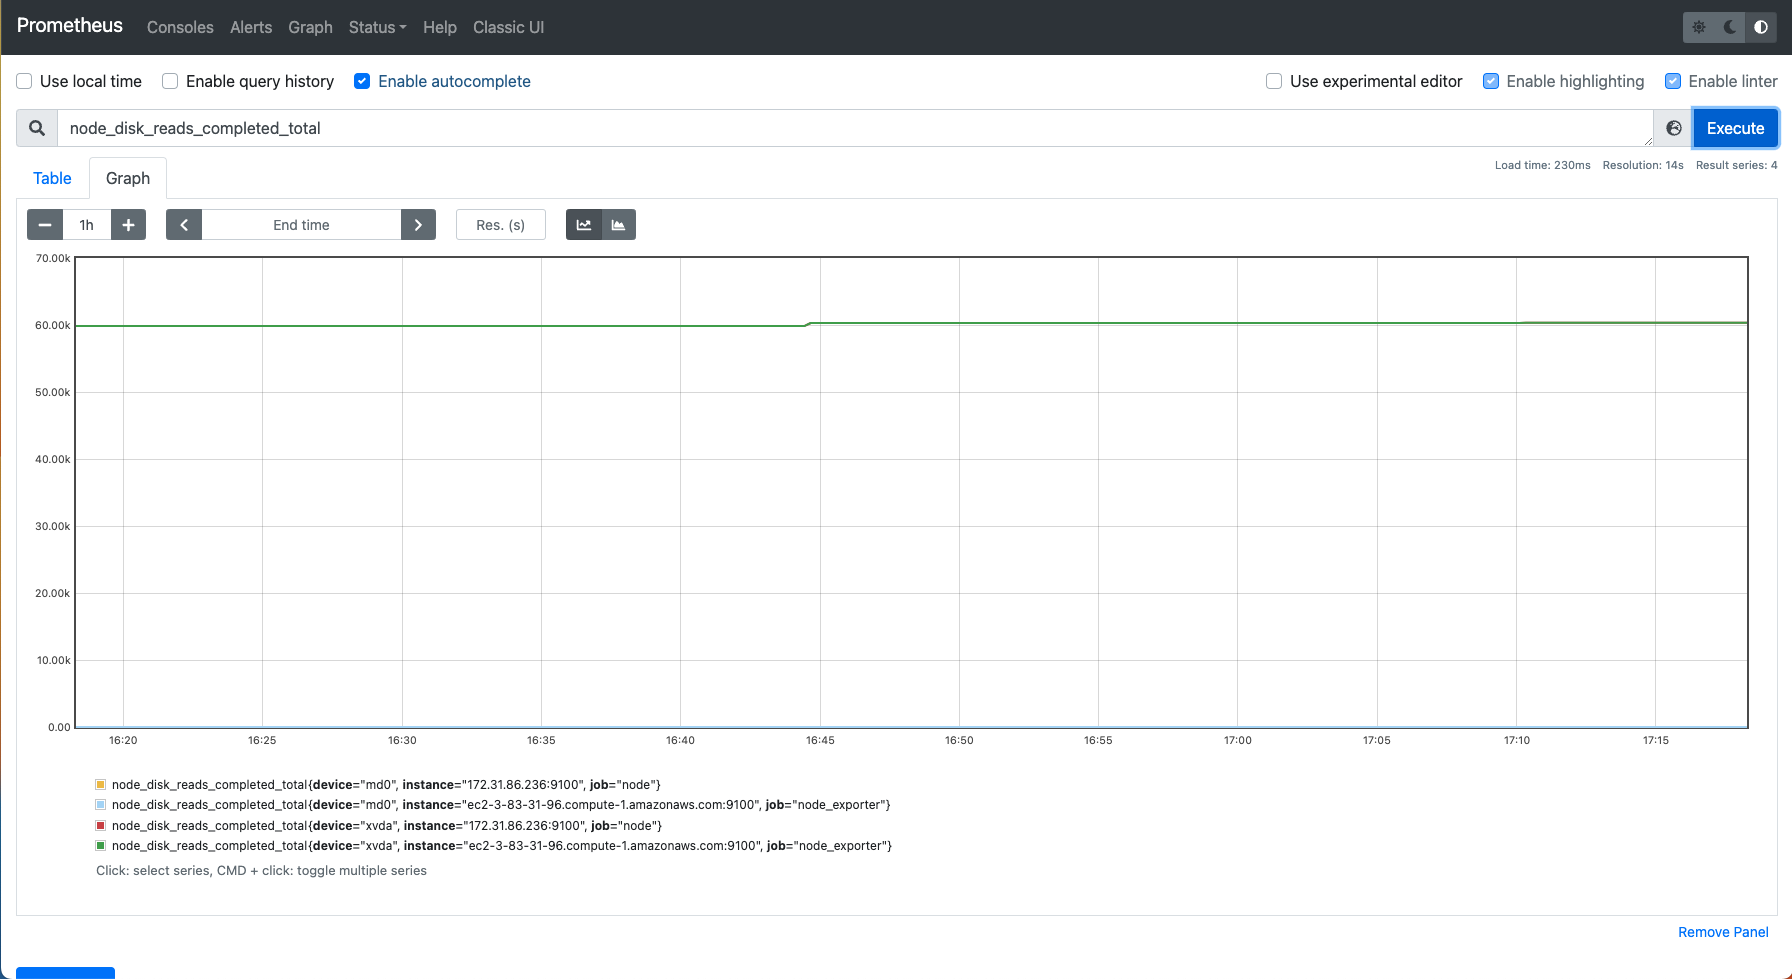 Prometheus Consoles Alerts Graph Status Help Classic UI
Use local time Enable query history Enable autocomplete Use experimental editor Enable highlighting Enable linter
node_disk_reads_completed_total Execute
Load time: 230ms Resolution: 14s Result series: 4
Table Graph
1h End time Res. (s)
70.00k
60.00k
50.00k
40.00k
30.00k
20.00k
10.00k
0.00
16:20 16:25 16:30 16:35 16:40 16:45 16:50 16:55 17:00 17:05 17:10 17:15
node_disk_reads_completed_total{device="md0", instance="172.31.86.236:9100", job="node"}
node_disk_reads_completed_total{device="md0", instance="ec2-3-83-31-96.compute-1.amazonaws.com:9100", job="node_exporter"}
node_disk_reads_completed_total{device="xvda", instance="172.31.86.236:9100", job="node"}
node_disk_reads_completed_total{device="xvda", instance="ec2-3-83-31-96.compute-1.amazonaws.com:9100", job="node_exporter"}
Click: select series, CMD + click: toggle multiple series
Remove Panel